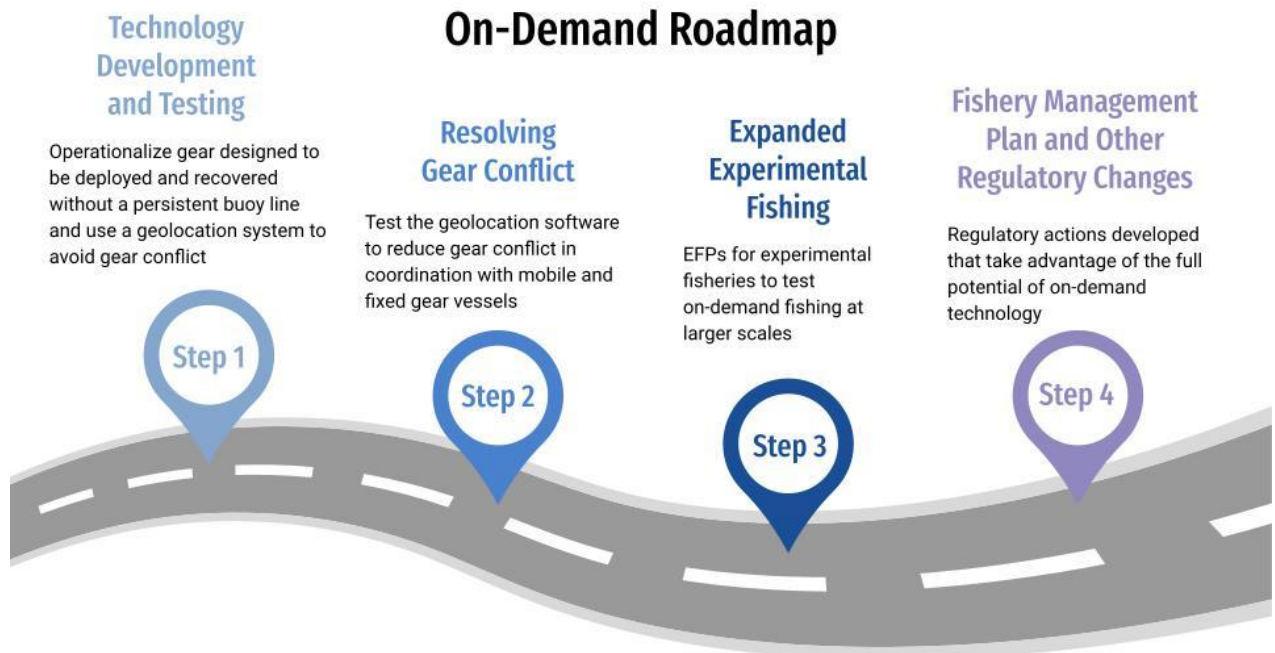 On-Demand Roadmap
Technology
Development
and Testing
Operationalize gear designed to
be deployed and recovered
without a persistent buoy line
and use a geolocation system to
avoid gear conflict
Step 1
Resolving
Gear Conflict
Test the geolocation software
to reduce gear conflict in
coordination with mobile and
fixed gear vessels
Step 2
Expanded
Experimental
Fishing
EFPs for experimental
fisheries to test
on-demand fishing at
larger scales
Step 3
Fishery Management
Plan and Other
Regulatory Changes
Regulatory actions developed
that take advantage of the full
potential of on-demand
technology
Step 4